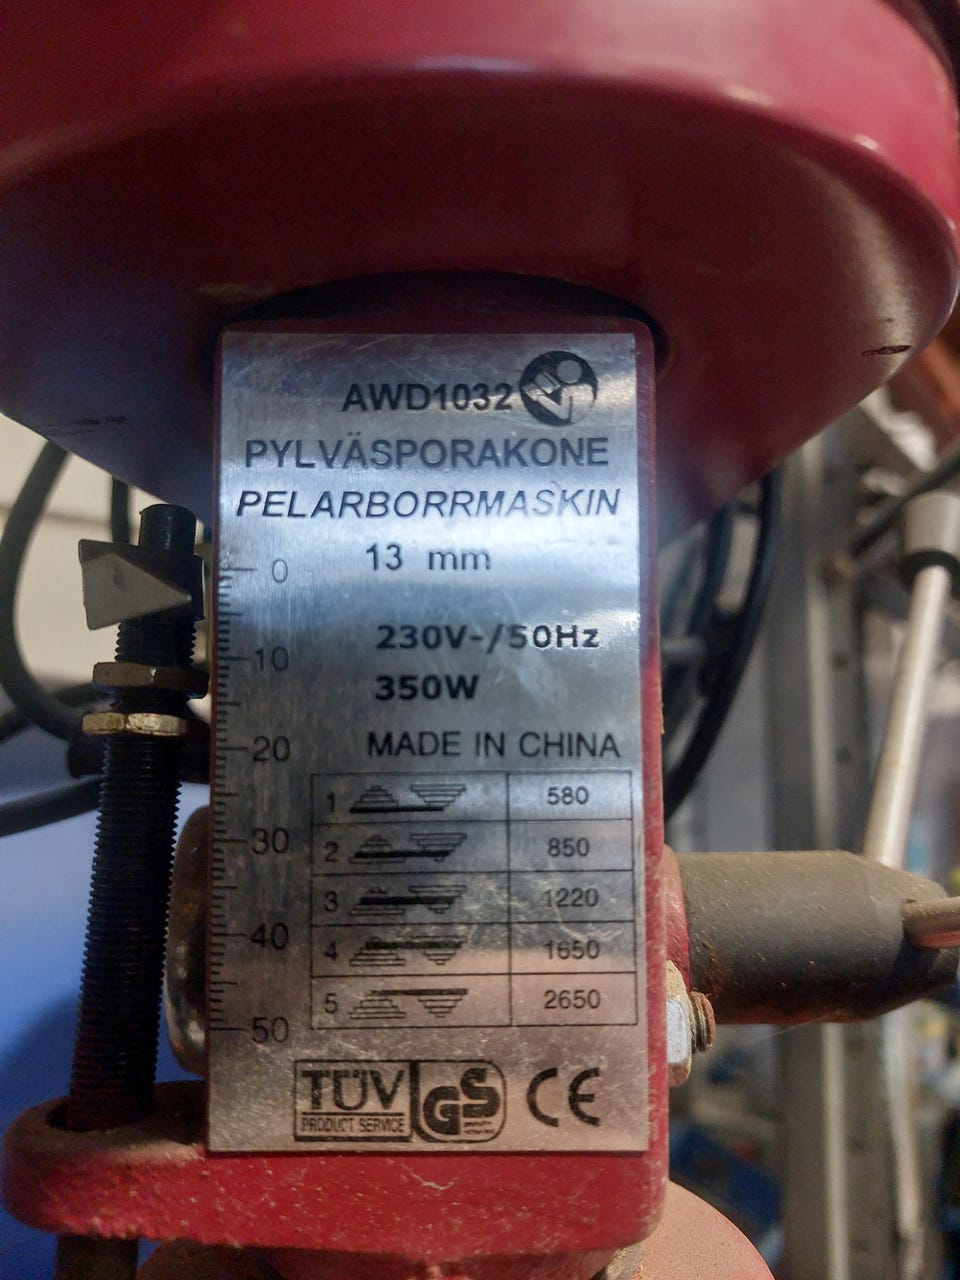 AWD1032
PYLVÄSPORAKONE
PELARBORRMASKIN
13 mm
230V-/50Hz
350W
MADE IN CHINA
0
10
20
30
40
50
1 580
2 850
3 1220
4 1650
5 2650
TÜV
PRODUCT SERVICE
GS
CE